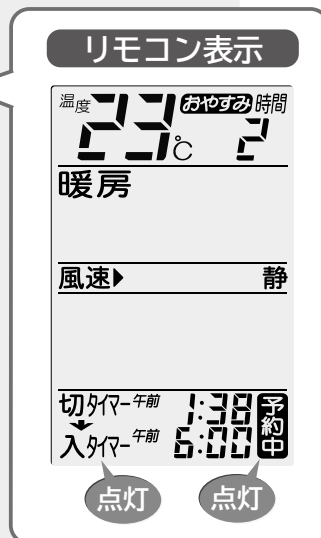 リモコン表示
温度 23℃ おやすみ 時間 2
暖房
風速▶ 静
切タイマー 午前 1:38 予約中
入タイマー 午前 6:00
点灯 点灯